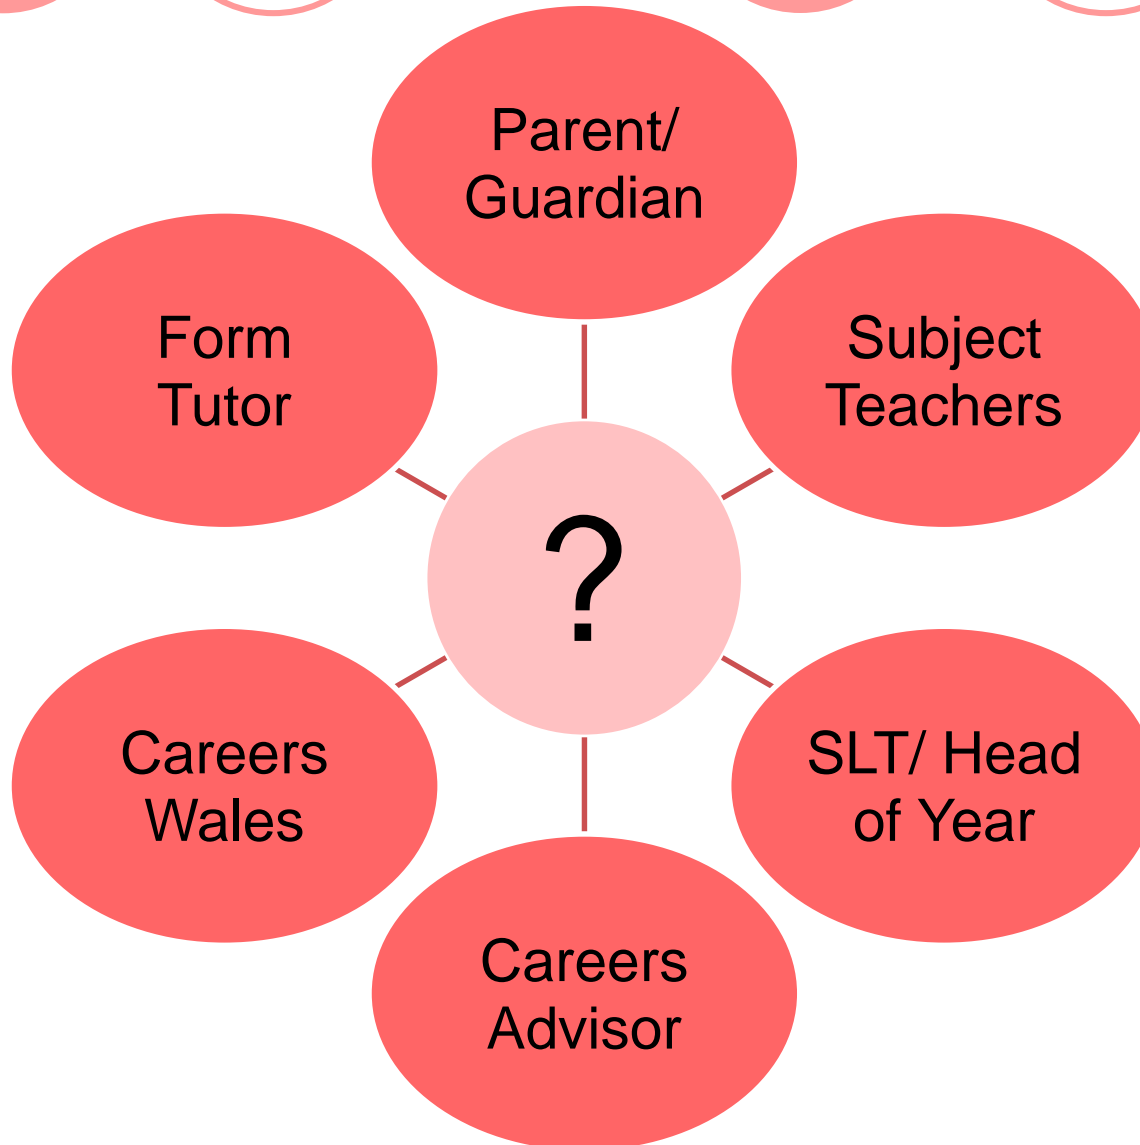 Parent/
Guardian
Form
Tutor
Subject
Teachers
?
Careers
Wales
SLT/ Head
of Year
Careers
Advisor